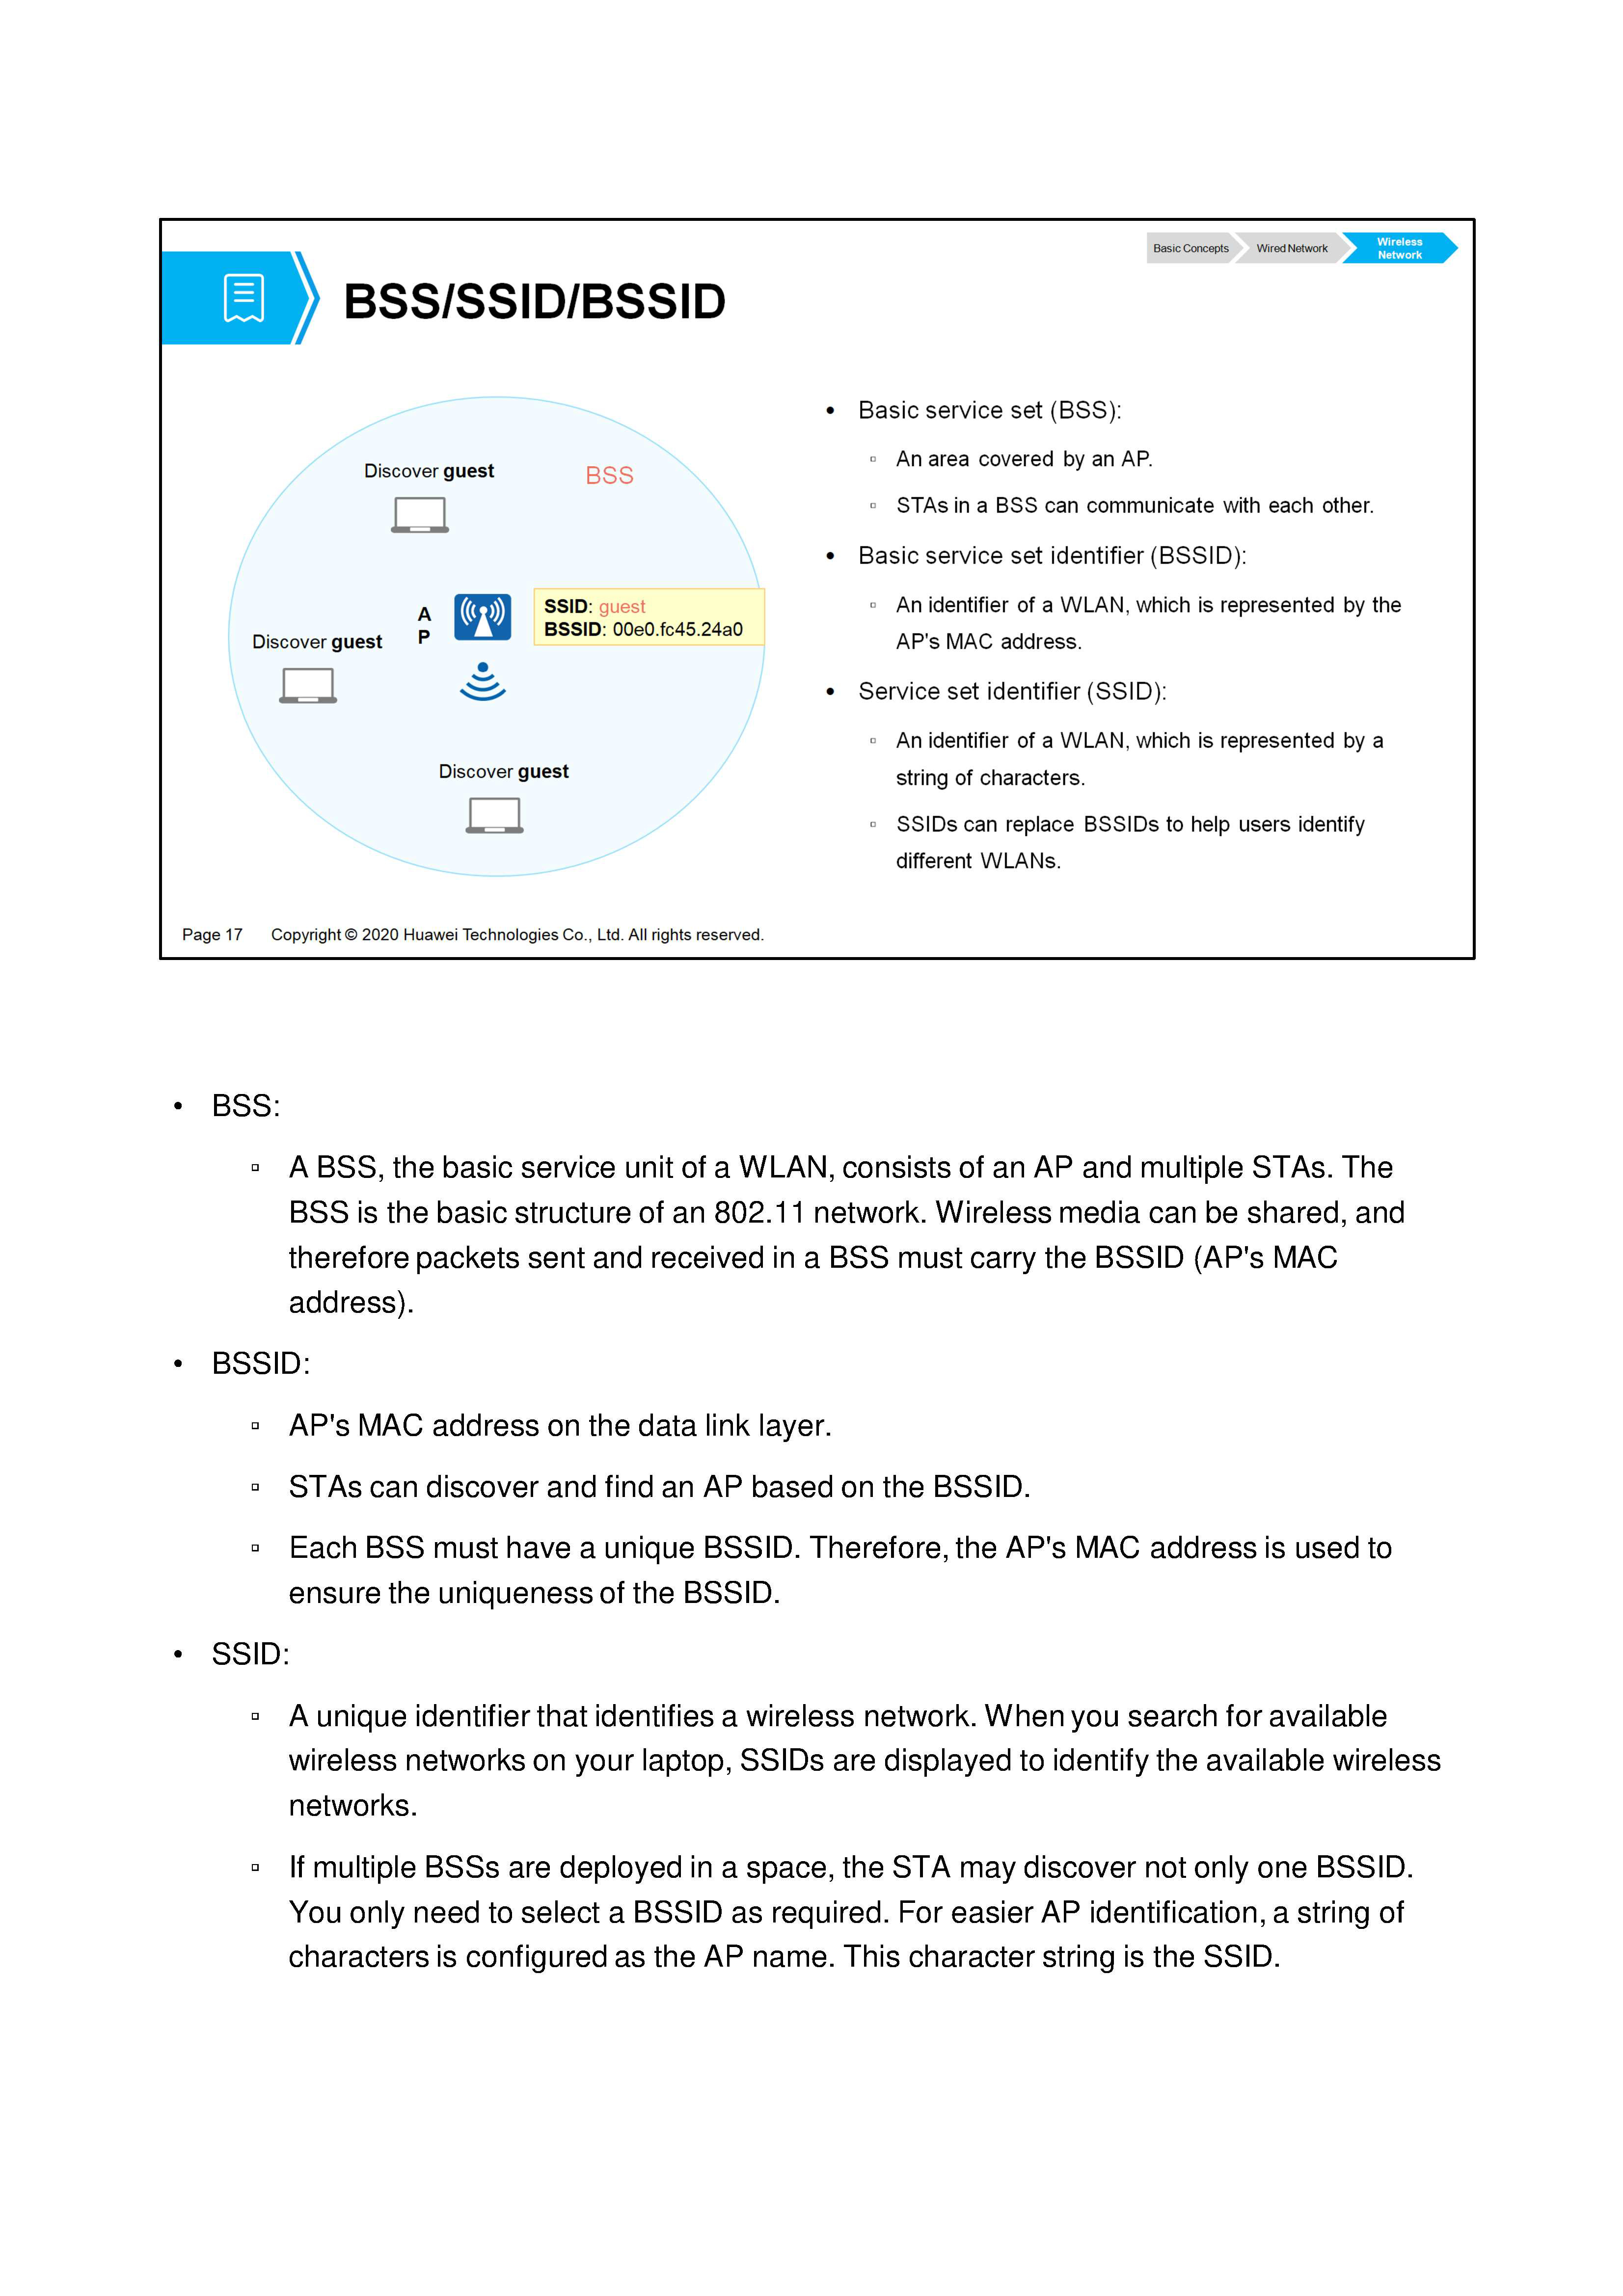 Basic Concepts
Wired Network
Wireless
Network
BSS/SSID/BSSID
Discover guest
BSS
A
P
SSID: guest
BSSID: 00e0.fc45.24a0
Discover guest
Discover guest
• Basic service set (BSS):
▫ An area covered by an AP.
▫ STAs in a BSS can communicate with each other.
• Basic service set identifier (BSSID):
▫ An identifier of a WLAN, which is represented by the
AP's MAC address.
• Service set identifier (SSID):
▫ An identifier of a WLAN, which is represented by a
string of characters.
▫ SSIDs can replace BSSIDs to help users identify
different WLANs.
Page 17 Copyright © 2020 Huawei Technologies Co., Ltd. All rights reserved.
• BSS:
▫ A BSS, the basic service unit of a WLAN, consists of an AP and multiple STAs. The
BSS is the basic structure of an 802.11 network. Wireless media can be shared, and
therefore packets sent and received in a BSS must carry the BSSID (AP's MAC
address).
• BSSID:
▫ AP's MAC address on the data link layer.
▫ STAs can discover and find an AP based on the BSSID.
▫ Each BSS must have a unique BSSID. Therefore, the AP's MAC address is used to
ensure the uniqueness of the BSSID.
• SSID:
▫ A unique identifier that identifies a wireless network. When you search for available
wireless networks on your laptop, SSIDs are displayed to identify the available wireless
networks.
▫ If multiple BSSs are deployed in a space, the STA may discover not only one BSSID.
You only need to select a BSSID as required. For easier AP identification, a string of
characters is configured as the AP name. This character string is the SSID.